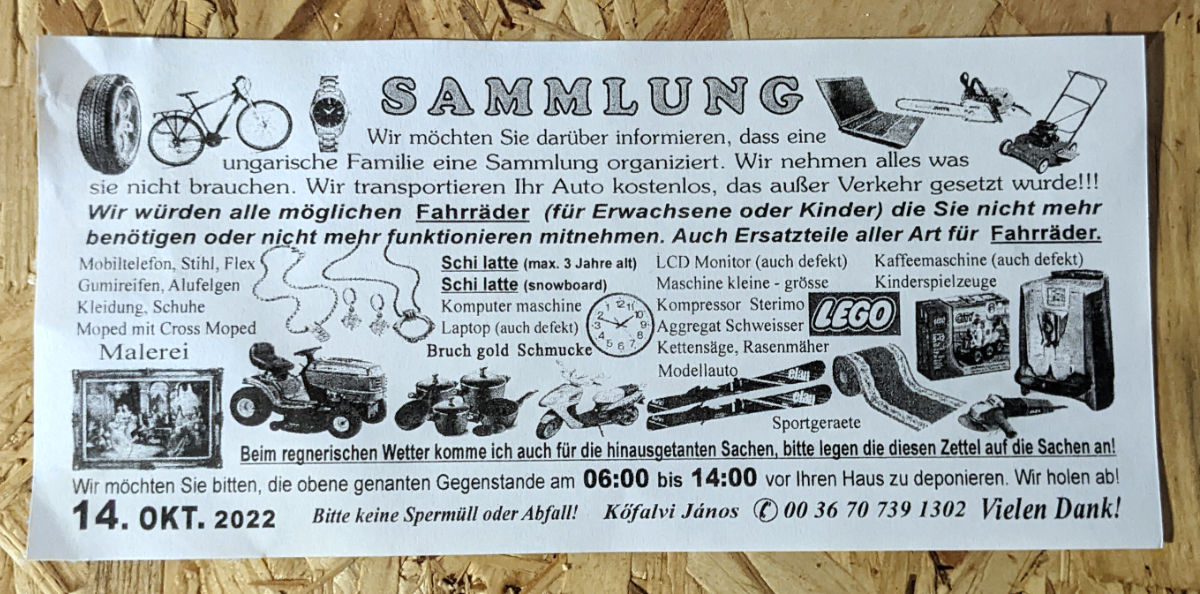 SAMMLUNG
Wir möchten Sie darüber informieren, dass eine
ungarische Familie eine Sammlung organiziert. Wir nehmen alles was
sie nicht brauchen. Wir transportieren Ihr Auto kostenlos, das außer Verkehr gesetzt wurde!!!
Wir würden alle möglichen Fahrräder (für Erwachsene oder Kinder) die Sie nicht mehr
benötigen oder nicht mehr funktionieren mitnehmen. Auch Ersatzteile aller Art für Fahrräder.
Mobiltelefon, Stihl, Flex
Gumireifen, Alufelgen
Kleidung, Schuhe
Moped mit Cross Moped
Malerei
Schi latte (max. 3 Jahre alt)
Schi latte (snowboard)
Komputer maschine
Laptop (auch defekt)
Bruch gold Schmucke
LCD Monitor (auch defekt)
Maschine kleine - grösse
Kompressor Sterimo
Aggregat Schweisser
Kettensäge, Rasenmäher
Modellauto
Kaffeemaschine (auch defekt)
Kinderspielzeuge
LEGO
elan
elan
Sportgeraete
Beim regnerischen Wetter komme ich auch für die hinausgetanten Sachen, bitte legen die diesen Zettel auf die Sachen an!
Wir möchten Sie bitten, die obene genanten Gegenstande am 06:00 bis 14:00 vor Ihren Haus zu deponieren. Wir holen ab!
14. OKT. 2022 Bitte keine Spermüll oder Abfall! Kőfalvi János ✆ 00 36 70 739 1302 Vielen Dank!